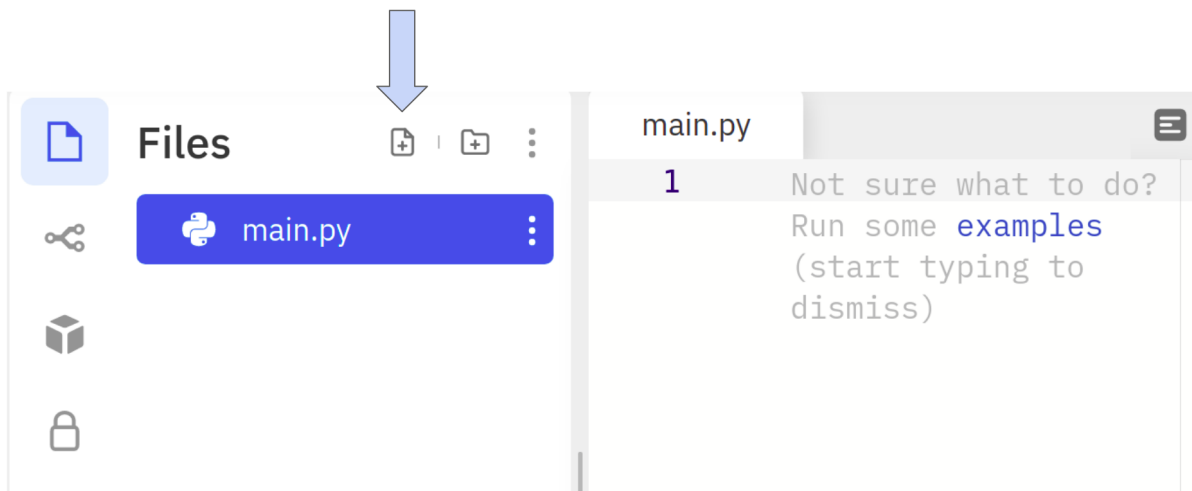 Files
main.py
main.py
1
Not sure what to do?
Run some examples
(start typing to
dismiss)